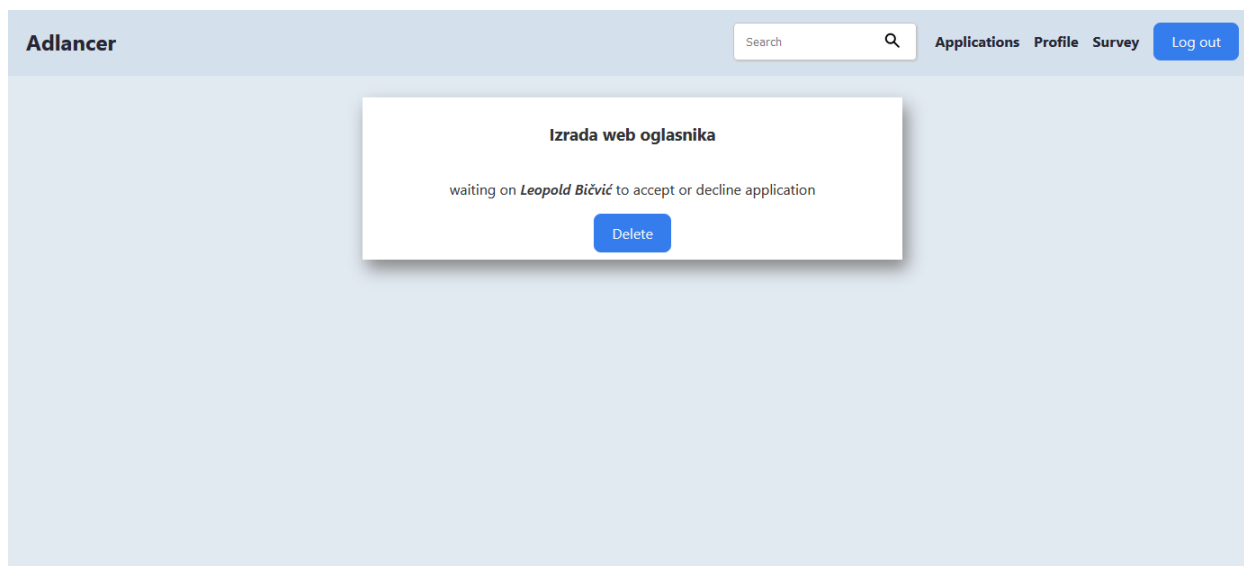 Adlancer
Search
Applications Profile Survey Log out
Izrada web oglasnika
waiting on Leopold Bičvić to accept or decline application
Delete